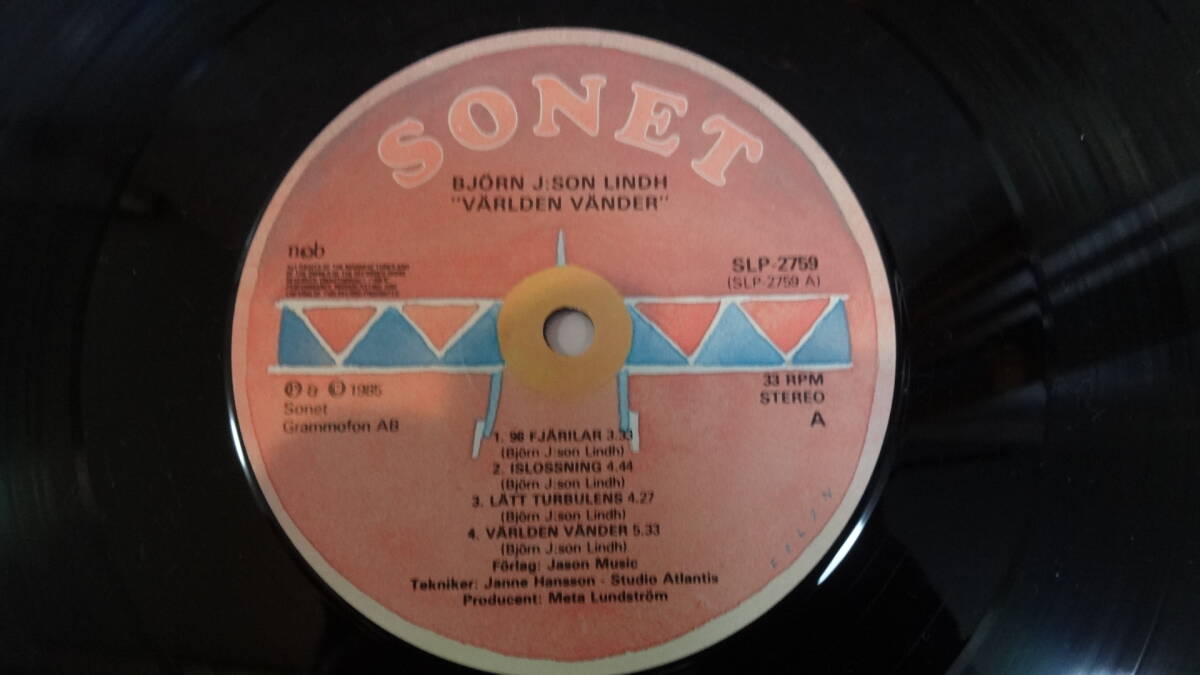 SONET
BJÖRN J:SON LINDH
"VÄRLDEN VÄNDER"
ncb
SLP-2759
(SLP-2759 A)
℗ & © 1985
Sonet
Grammofon AB
33 RPM
STEREO
A
1. 98 FJÄRILAR 3.33
(Björn J:son Lindh)
2. ISLOSSNING 4.44
(Björn J:son Lindh)
3. LÄTT TURBULENS 4.27
(Björn J:son Lindh)
4. VÄRLDEN VÄNDER 5.33
(Björn J:son Lindh)
Förlag: Jason Music
Tekniker: Janne Hansson - Studio Atlantis
Producent: Meta Lundström